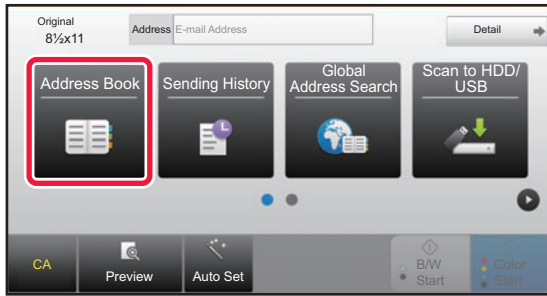 Original
8½x11
Address E-mail Address
Detail
Address Book
Sending History
Global
Address Search
Scan to HDD/
USB
CA
Preview
Auto Set
B/W
Start
Color
Start